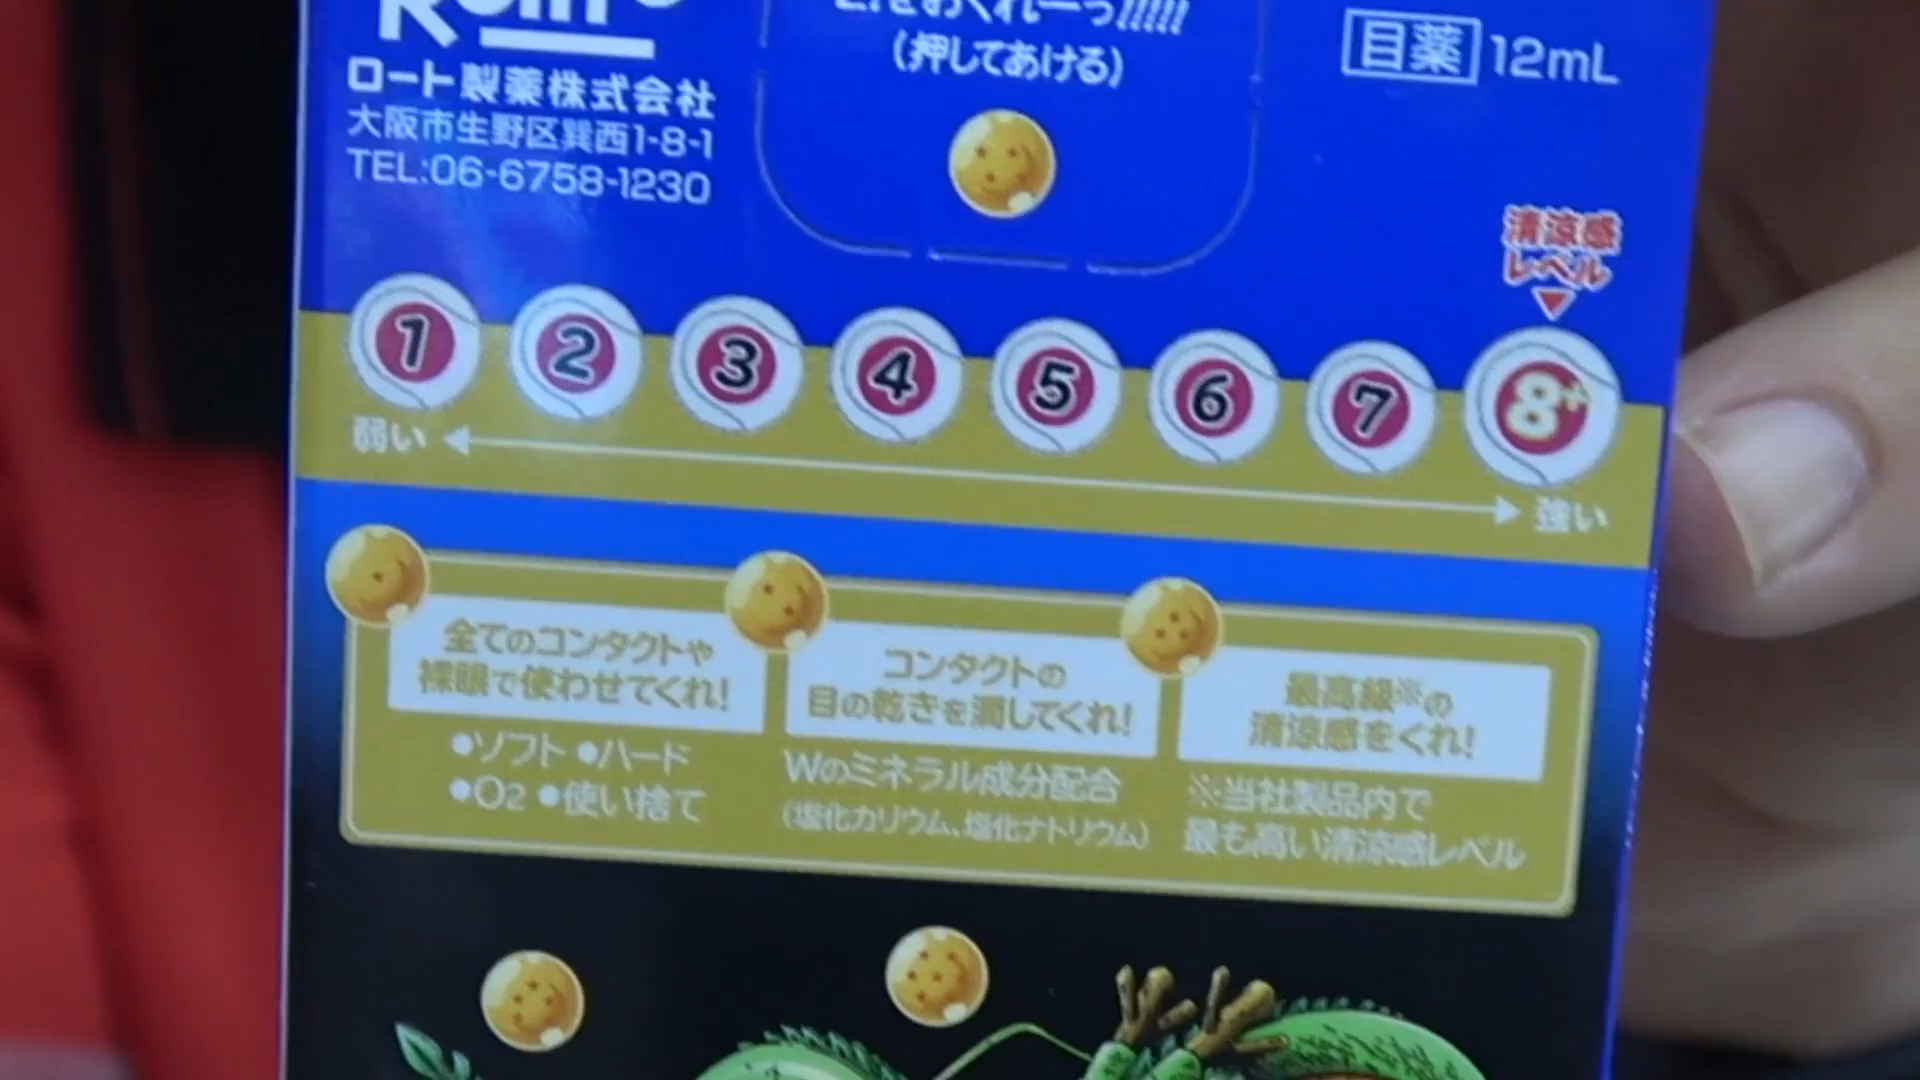 ロート製薬株式会社
大阪市生野区巽西1-8-1
TEL:06-6758-1230
(押してあける)
目薬 12mL
清涼感
レベル
1 2 3 4 5 6 7 8+
弱い 強い
全てのコンタクトや
裸眼で使わせてくれ!
●ソフト ●ハード
●O2 ●使い捨て
コンタクトの
目の乾きを潤してくれ!
Wのミネラル成分配合
(塩化カリウム、塩化ナトリウム)
最高級※の
清涼感をくれ!
※当社製品内で
最も高い清涼感レベル